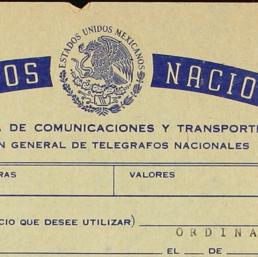 ESTADOS UNIDOS MEXICANOS
OS NACIO
A DE COMUNICACIONES Y TRANSPORTE
N GENERAL DE TELEGRAFOS NACIONALES
RAS VALORES
CIO QUE DESEE UTILIZAR)
ORDINA
EL DE